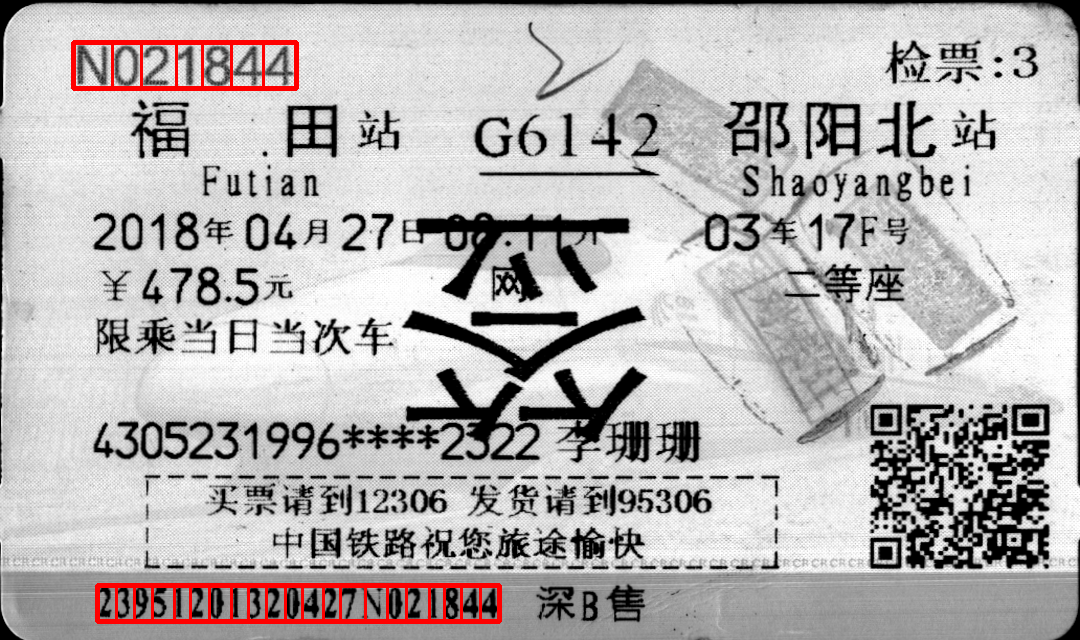 N021844 检票:3
福田站 G6142 邵阳北站
Futian Shaoyangbei
2018年04月27日 08:11开 03车17F号
¥478.5元 网 二等座
限乘当日当次车
4305231996****2322 李珊珊
买票请到12306 发货请到95306
中国铁路祝您旅途愉快
23951201320427N021844 深B售